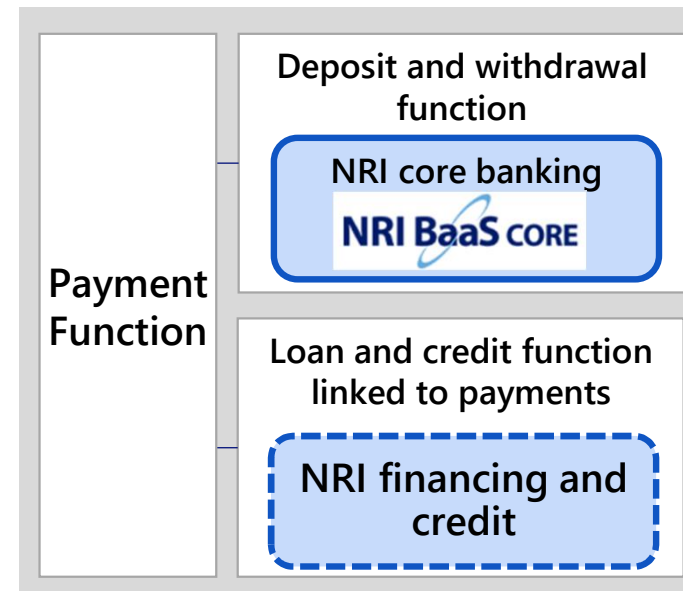 Payment
Function
Deposit and withdrawal
function
NRI core banking
NRI BaaS CORE
Loan and credit function
linked to payments
NRI financing and
credit